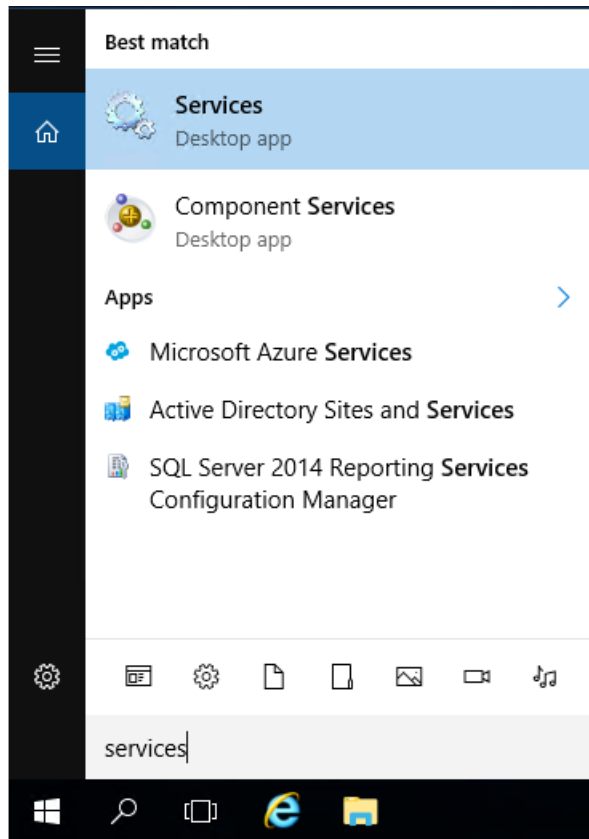 Best match
Services
Desktop app
Component Services
Desktop app
Apps
Microsoft Azure Services
Active Directory Sites and Services
SQL Server 2014 Reporting Services
Configuration Manager
services